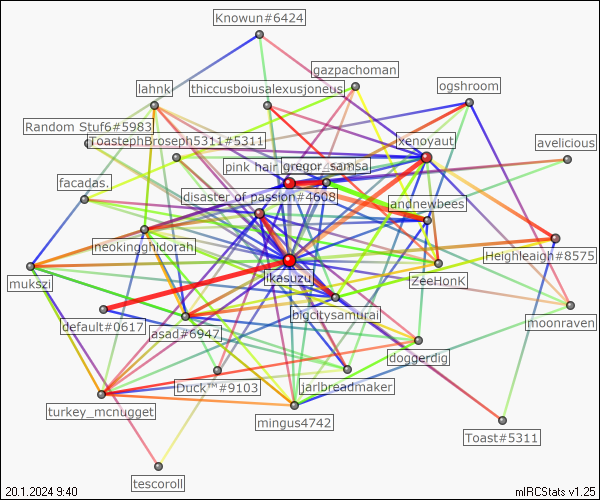 Knowun#6424
gazpachoman
lahnk
thiccusboiusalexusjoneus
ogshroom
Random Stuf6#5983
ToastephBroseph5311#5311
xenoyaut
avelicious
pink hair
gregor_samsa
facadas.
disaster of passion#4608
andnewbees
neokingghidorah
Heighleigh#8575
mukszi
ikasuzu
ZeeHonK
default#0617
asad#6947
bigcitysamurai
moonraven
doggerdig
Duck™#9103
jarlbreadmaker
turkey_mcnugget
mingus4742
Toast#5311
tescoroll
20.1.2024 9:40
mIRCStats v1.25